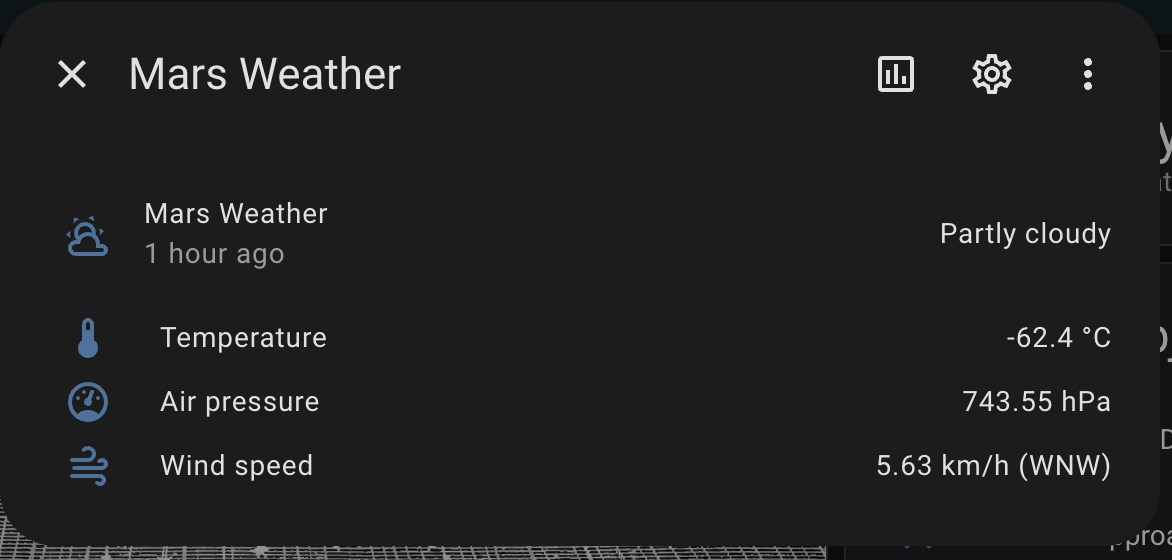 Mars Weather
Mars Weather
1 hour ago
Partly cloudy
Temperature
-62.4 °C
Air pressure
743.55 hPa
Wind speed
5.63 km/h (WNW)